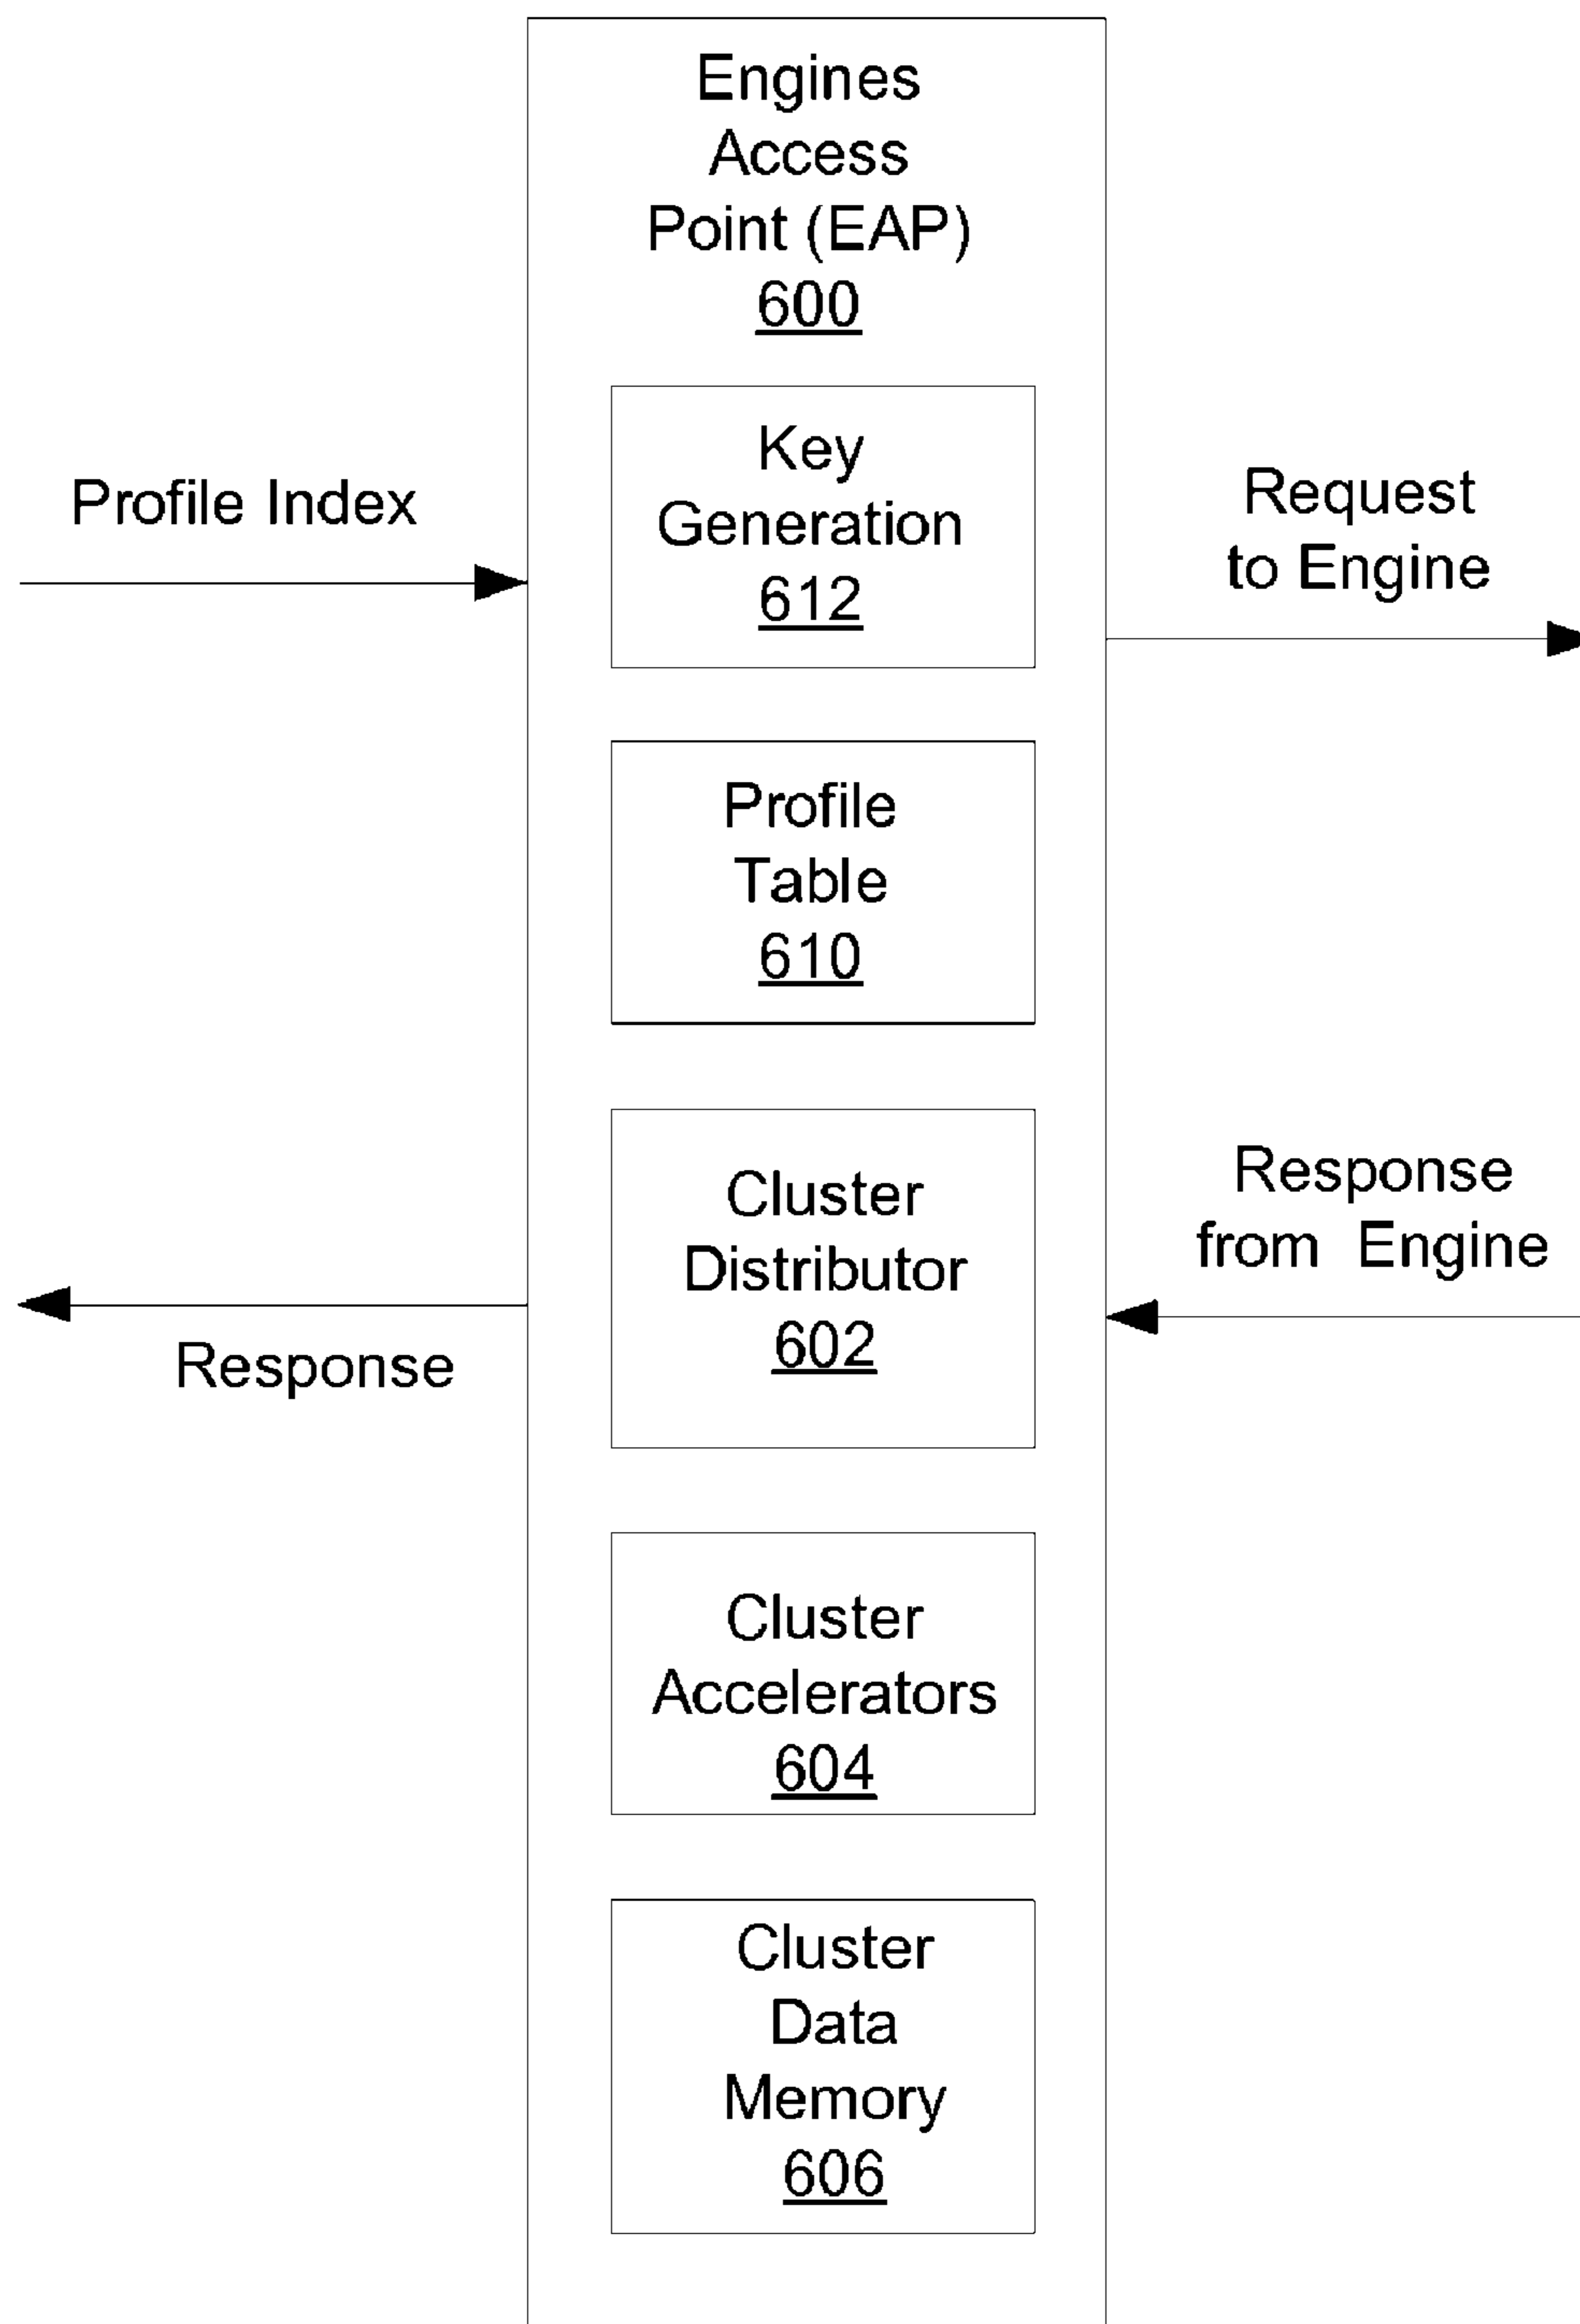 Engines
Access
Point (EAP)
600
Key
Generation
612
Profile Index
Request
to Engine
Profile
Table
610
Cluster
Distributor
602
Response
from Engine
Response
Cluster
Accelerators
604
Cluster
Data
Memory
606